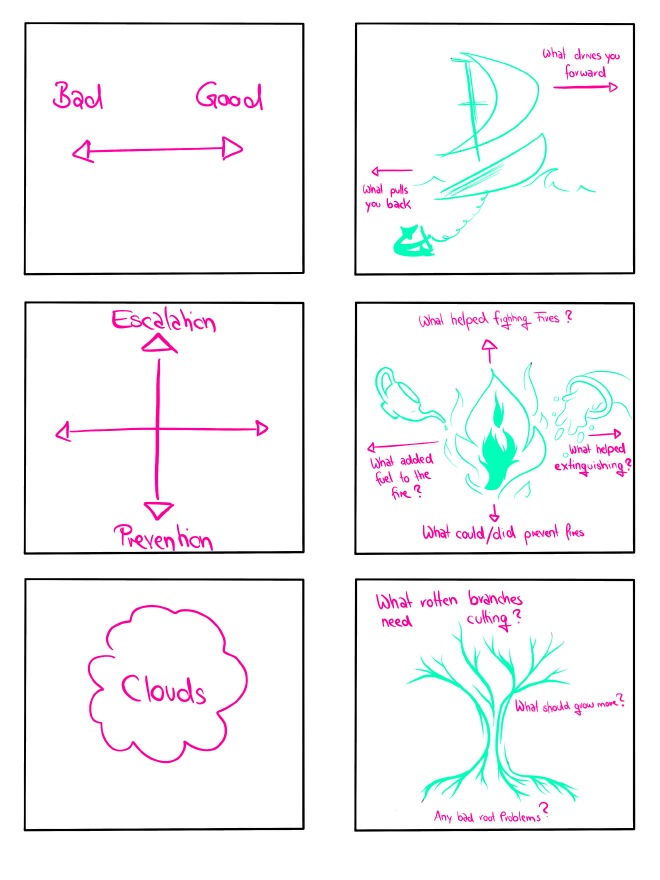 Bad
Good
What drives you
forward
What pulls
you back
Escalation
Prevention
What helped fighting Fires?
What added
fuel to the
fire?
What helped
extinguishing?
What could/did prevent fires
Clouds
What rotten branches
need cutting?
What should grow more?
Any bad root Problems?